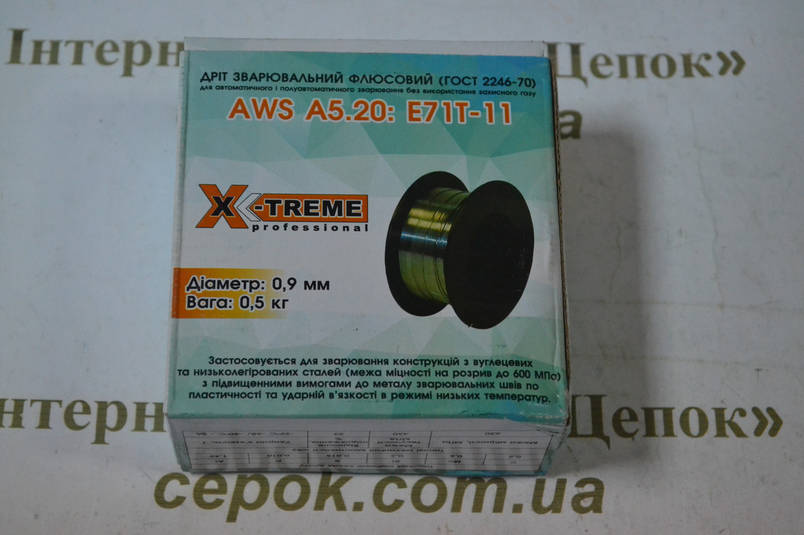 Інтерн
Цепок»
ua
ДРІТ ЗВАРЮВАЛЬНИЙ ФЛЮСОВИЙ (ГОСТ 2246-70)
для автоматичного і полуавтоматичного зварювання без використання захисного газу
AWS A5.20: E71T-11
X-TREME
professional
Діаметр: 0,9 мм
Вага: 0,5 кг
Застосовується для зварювання конструкцій з вуглецевих
та низьколегірованих сталей (межа міцності на розрив до 600 МПа)
з підвищенними вимогами до металу зварювальних швів по
пластичності та ударній в'язкості в режимі низьких температур.
нтерн
Цепок»
cepok.com.ua